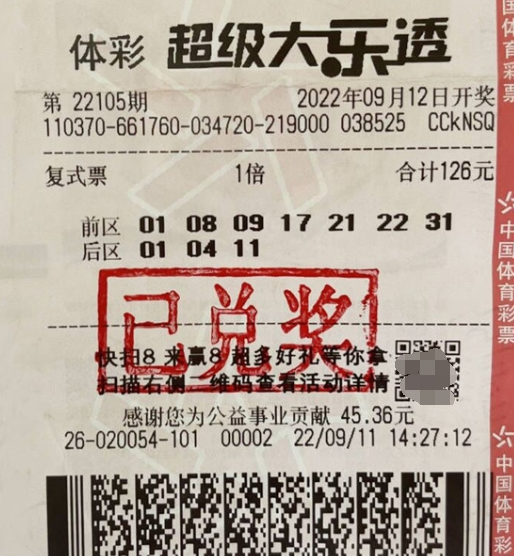 体彩 超级大乐透
第 22105期 2022年09月12日开奖
110370-661760-034720-219000 038525 CCkNSQ
复式票 1倍 合计126元
前区 01 08 09 17 21 22 31
后区 01 04 11
已兑奖
快扫8 来赢8 超多好礼等你拿
扫描右侧二维码查看活动详情
感谢您为公益事业贡献 45.36元
26-020054-101 00002 22/09/11 14:27:12
国体育彩票
中国体育彩票
中国体育彩